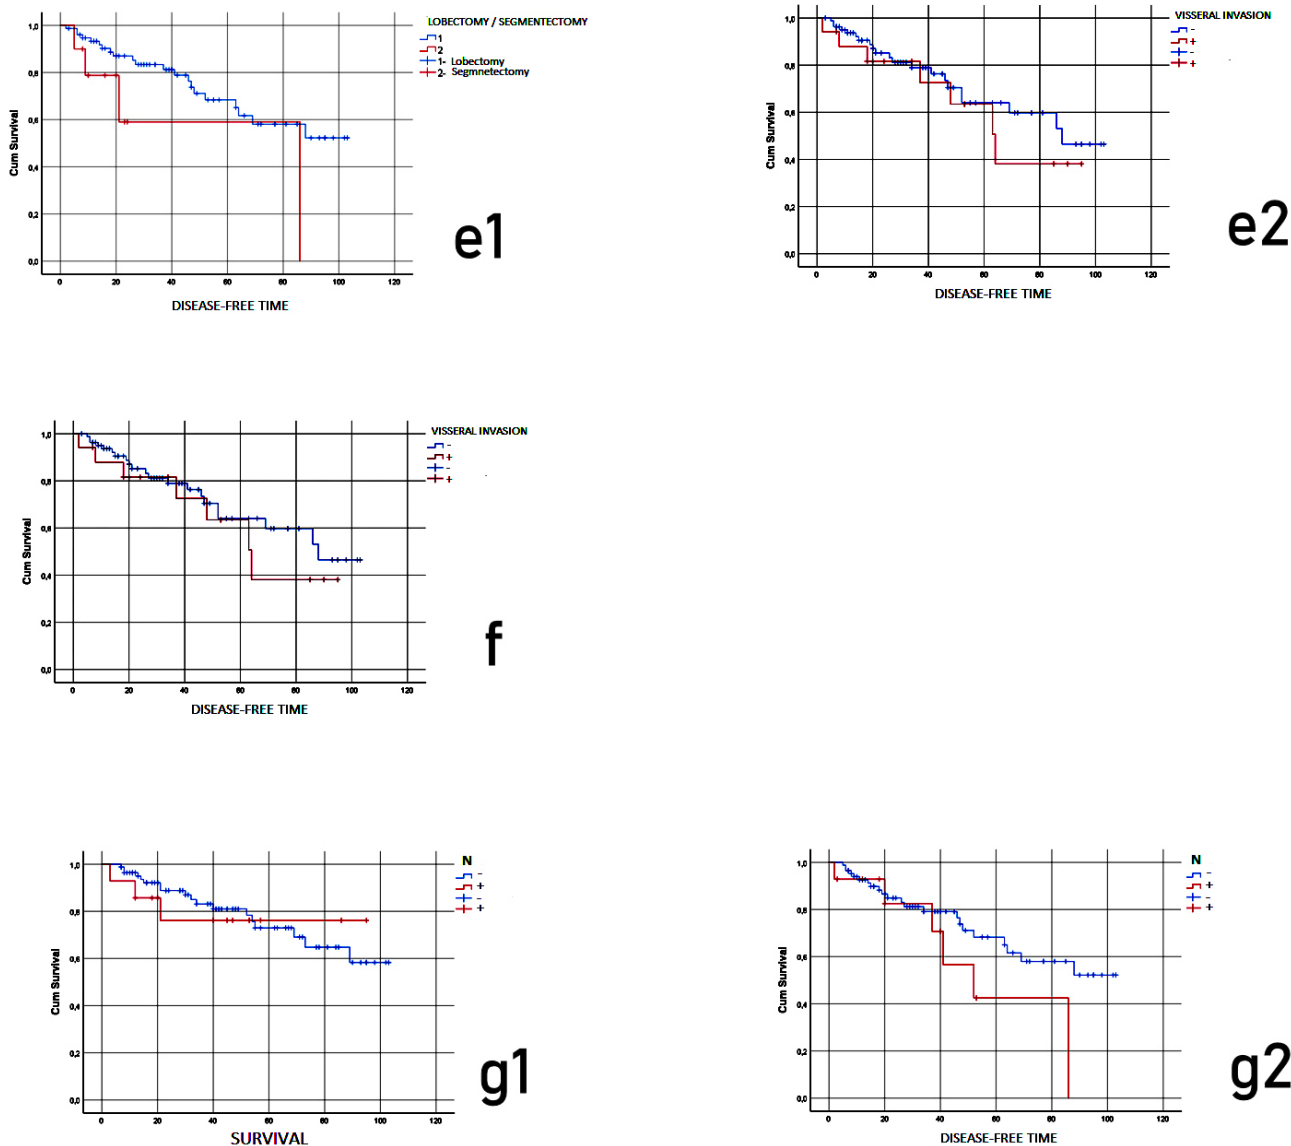 LOBECTOMY / SEGMENTECTOMY
1
2
1- Lobectomy
2- Segmnetectomy
1,0
0,8
0,6
0,4
0,2
0,0
Cum Survival
0 20 40 60 80 100 120
DISEASE-FREE TIME
e1
VISSERAL INVASION
-
+
-
+
1,0
0,8
0,6
0,4
0,2
0,0
Cum Survival
0 20 40 60 80 100 120
DISEASE-FREE TIME
e2
VISSERAL INVASION
-
+
-
+
1,0
0,8
0,6
0,4
0,2
0,0
Cum Survival
0 20 40 60 80 100 120
DISEASE-FREE TIME
f
N
-
+
-
+
1,0
0,8
0,6
0,4
0,2
0,0
Cum Survival
0 20 40 60 80 100 120
SURVIVAL
g1
N
-
+
-
+
1,0
0,8
0,6
0,4
0,2
0,0
Cum Survival
0 20 40 60 80 100 120
DISEASE-FREE TIME
g2